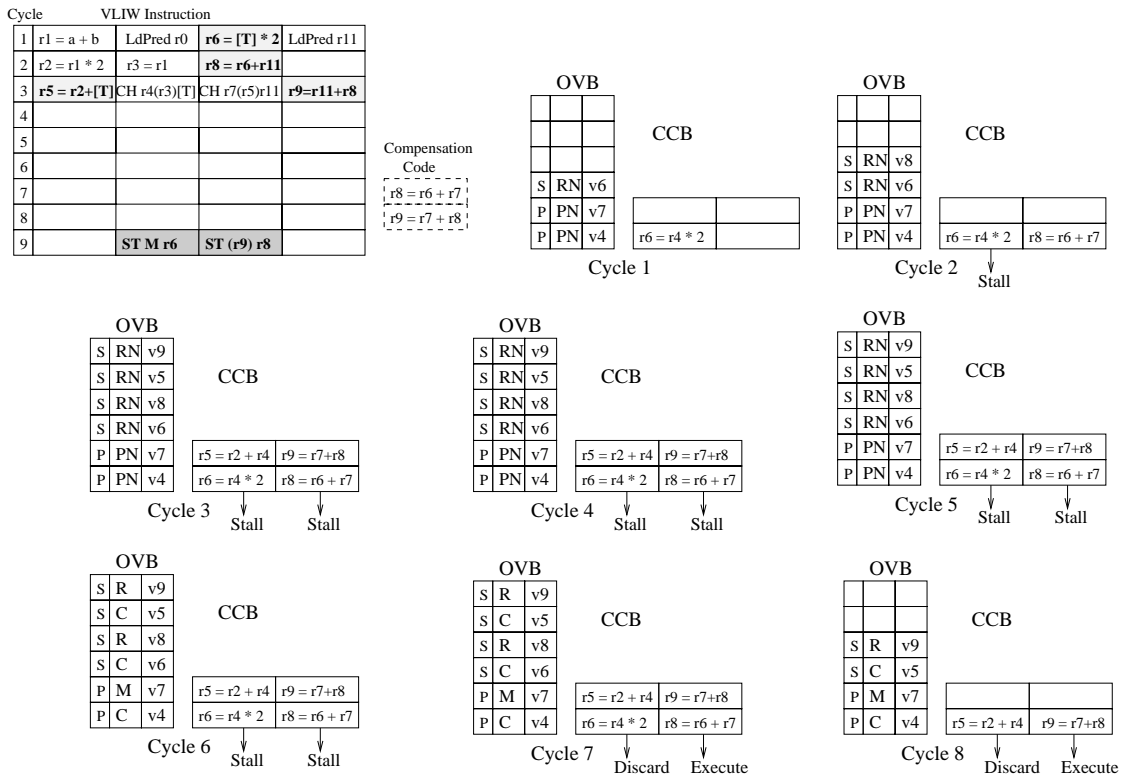 Cycle VLIW Instruction
1 r1 = a + b LdPred r0 r6 = [T] * 2 LdPred r11
2 r2 = r1 * 2 r3 = r1 r8 = r6+r11
3 r5 = r2+[T] CH r4(r3)[T] CH r7(r5)r11 r9=r11+r8
4
5
6
7
8
9 ST M r6 ST (r9) r8
Compensation
Code
r8 = r6 + r7
r9 = r7 + r8
OVB
CCB
S RN v6
P PN v7
P PN v4 r6 = r4 * 2
Cycle 1
OVB
CCB
S RN v8
S RN v6
P PN v7
P PN v4 r6 = r4 * 2 r8 = r6 + r7
Cycle 2
Stall
OVB
S RN v9
S RN v5 CCB
S RN v8
S RN v6
P PN v7 r5 = r2 + r4 r9 = r7+r8
P PN v4 r6 = r4 * 2 r8 = r6 + r7
Cycle 3
Stall Stall
OVB
S RN v9
S RN v5 CCB
S RN v8
S RN v6
P PN v7 r5 = r2 + r4 r9 = r7+r8
P PN v4 r6 = r4 * 2 r8 = r6 + r7
Cycle 4
Stall Stall
OVB
S RN v9
S RN v5 CCB
S RN v8
S RN v6
P PN v7 r5 = r2 + r4 r9 = r7+r8
P PN v4 r6 = r4 * 2 r8 = r6 + r7
Cycle 5
Stall Stall
OVB
S R v9
S C v5 CCB
S R v8
S C v6
P M v7 r5 = r2 + r4 r9 = r7+r8
P C v4 r6 = r4 * 2 r8 = r6 + r7
Cycle 6
Stall Stall
OVB
S R v9
S C v5 CCB
S R v8
S C v6
P M v7 r5 = r2 + r4 r9 = r7+r8
P C v4 r6 = r4 * 2 r8 = r6 + r7
Cycle 7
Discard Execute
OVB
CCB
S R v9
S C v5
P M v7
P C v4 r5 = r2 + r4 r9 = r7+r8
Cycle 8
Discard Execute